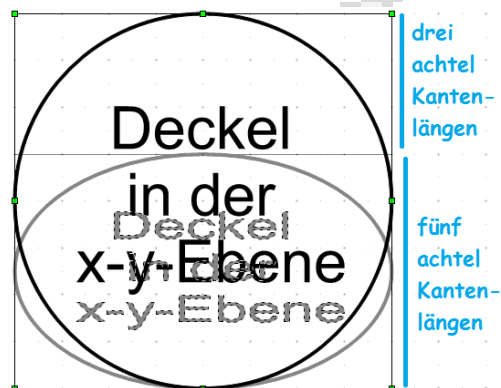 Deckel
in der
x-y-Ebene
Deckel
in der
x-y-Ebene
drei
achtel
Kanten-
längen
fünf
achtel
Kanten-
längen